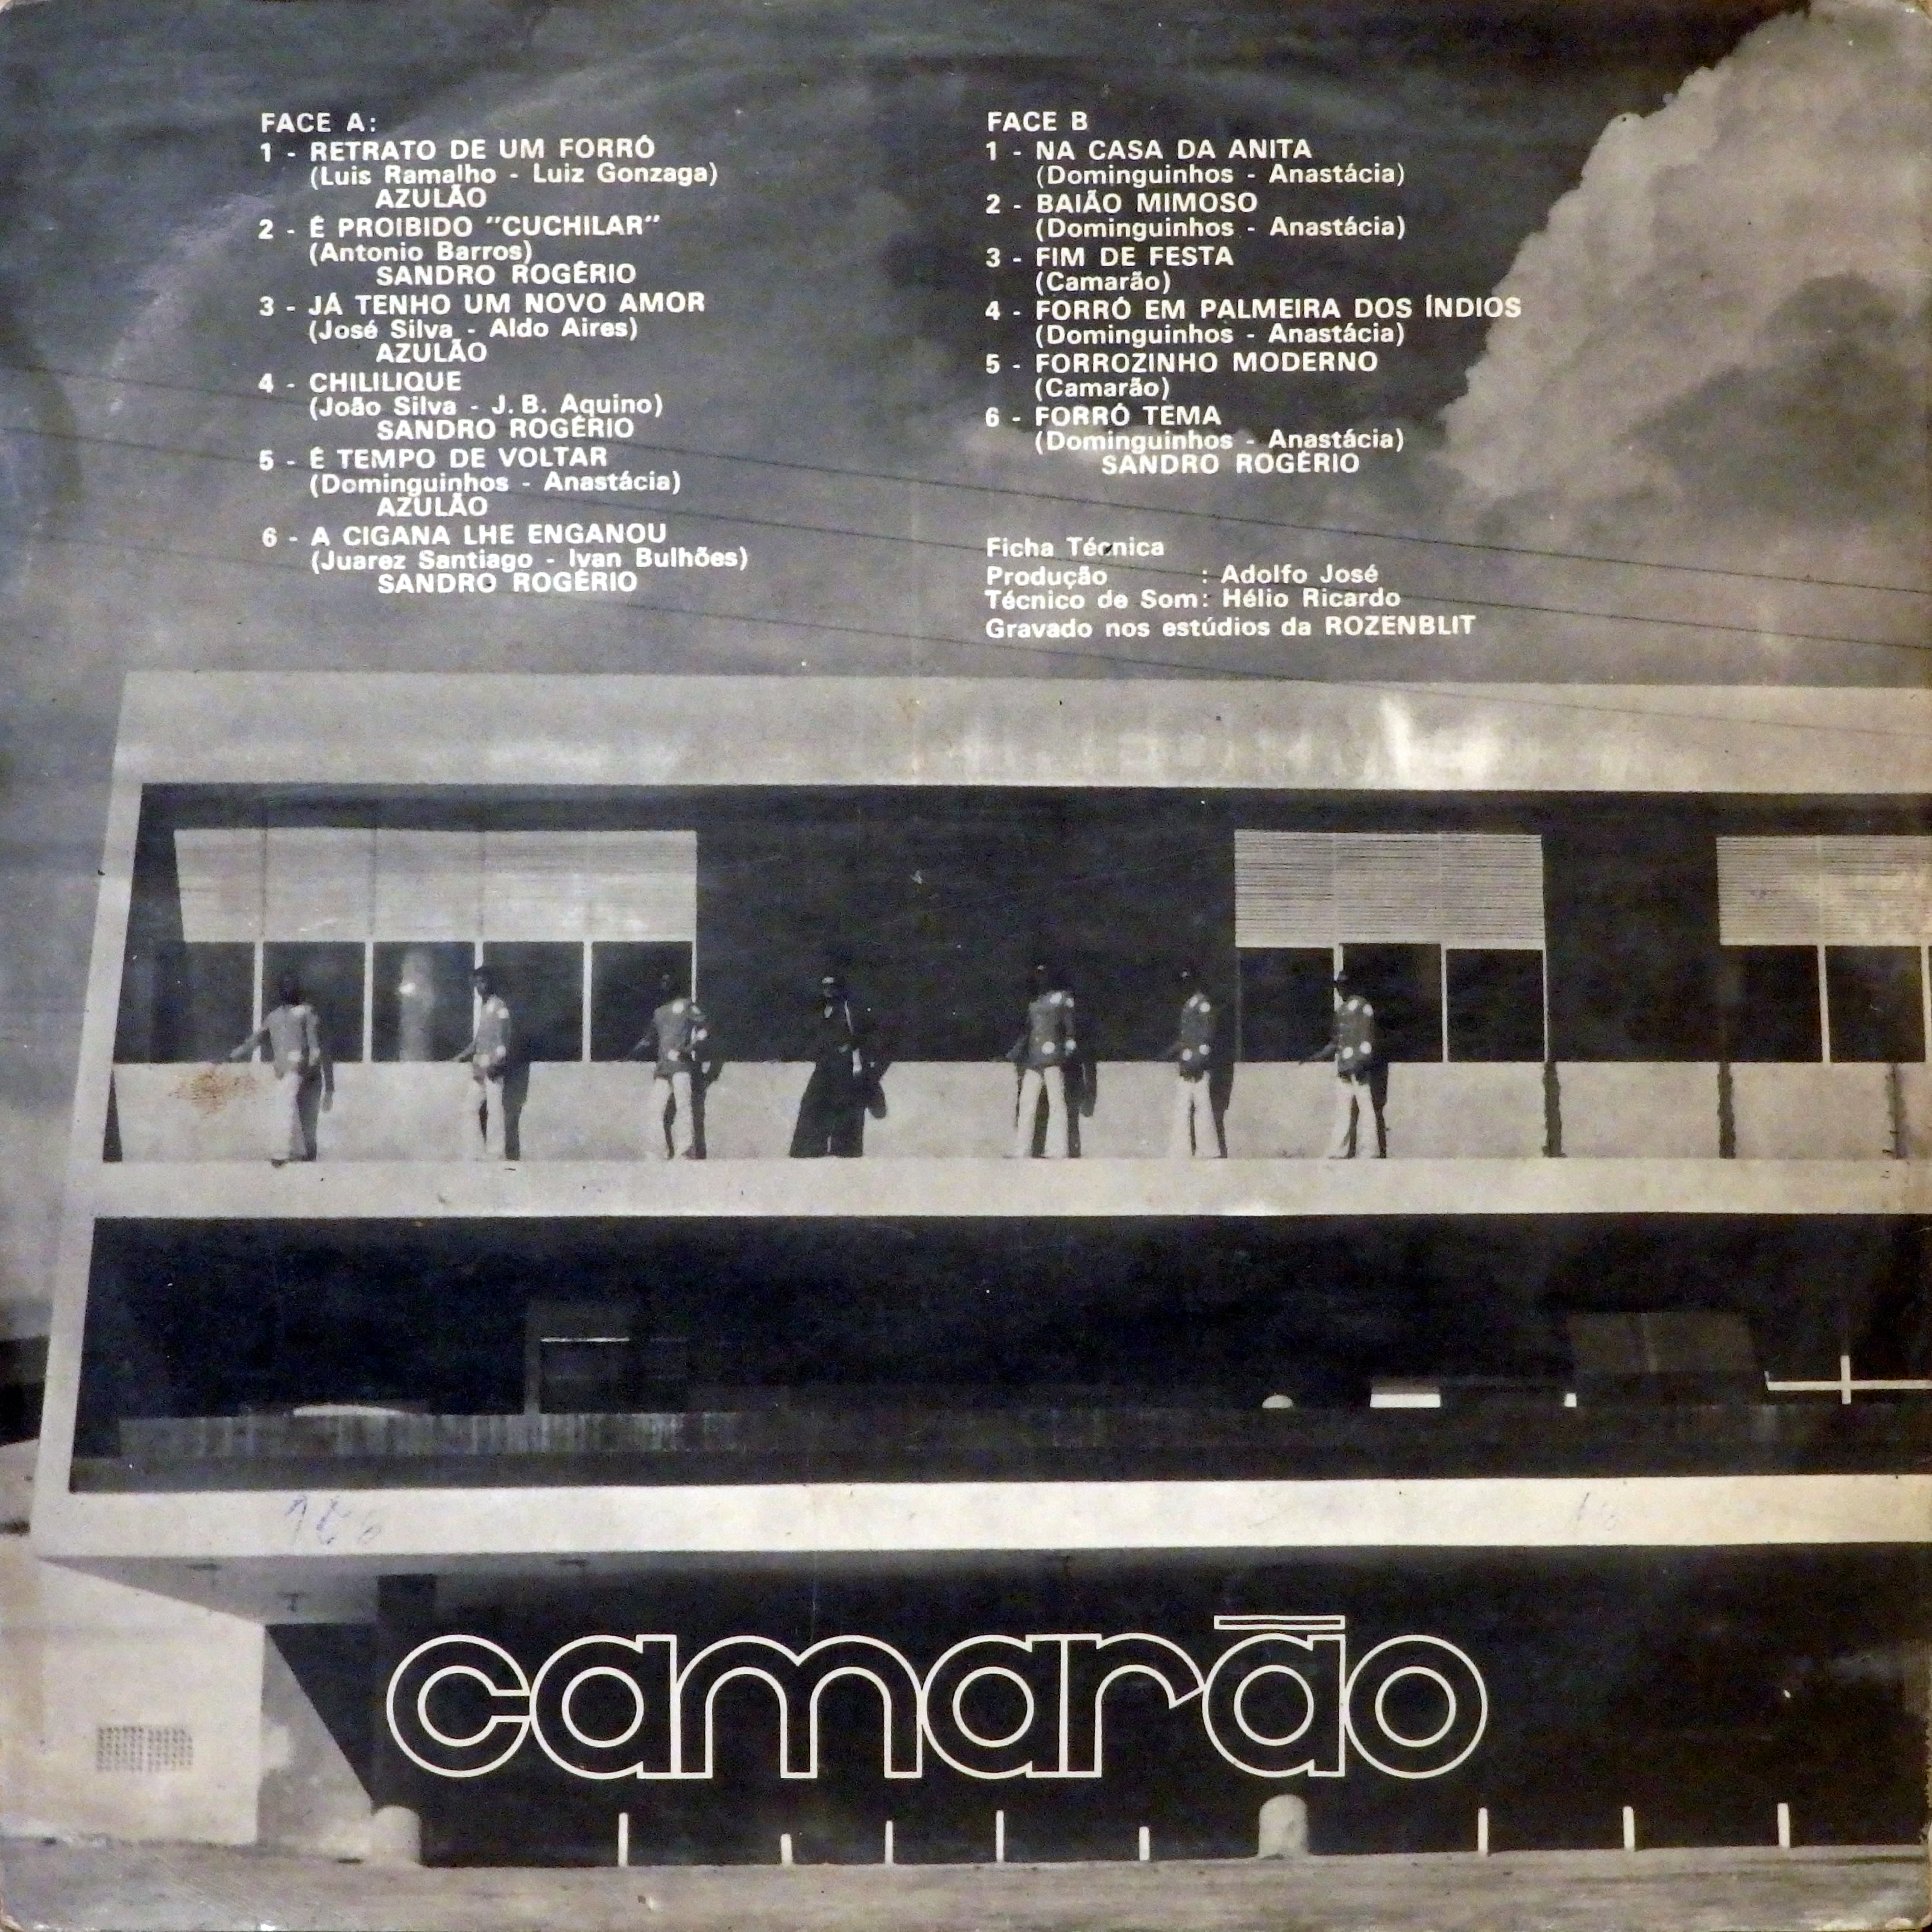 FACE A:
1 - RETRATO DE UM FORRÓ
(Luis Ramalho - Luiz Gonzaga)
AZULÃO
2 - É PROIBIDO "CUCHILAR"
(Antonio Barros)
SANDRO ROGÉRIO
3 - JÁ TENHO UM NOVO AMOR
(José Silva - Aldo Aires)
AZULÃO
4 - CHILILIQUE
(João Silva - J. B. Aquino)
SANDRO ROGÉRIO
5 - É TEMPO DE VOLTAR
(Dominguinhos - Anastácia)
AZULÃO
6 - A CIGANA LHE ENGANOU
(Juarez Santiago - Ivan Bulhões)
SANDRO ROGÉRIO
FACE B
1 - NA CASA DA ANITA
(Dominguinhos - Anastácia)
2 - BAIÃO MIMOSO
(Dominguinhos - Anastácia)
3 - FIM DE FESTA
(Camarão)
4 - FORRÓ EM PALMEIRA DOS ÍNDIOS
(Dominguinhos - Anastácia)
5 - FORROZINHO MODERNO
(Camarão)
6 - FORRÓ TEMA
(Dominguinhos - Anastácia)
SANDRO ROGÉRIO
Ficha Técnica
Produção : Adolfo José
Técnico de Som: Hélio Ricardo
Gravado nos estúdios da ROZENBLIT
camarão